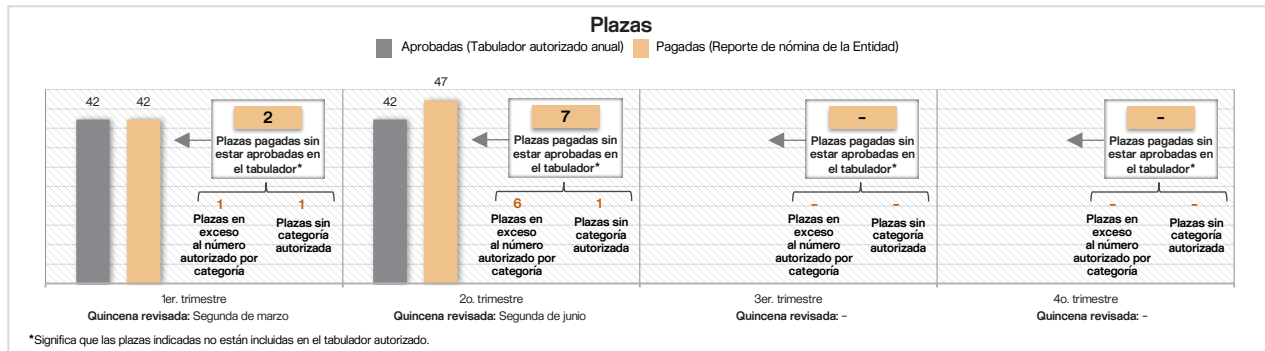 Plazas
Aprobadas (Tabulador autorizado anual)
Pagadas (Reporte de nómina de la Entidad)
42
42
2
Plazas pagadas sin
estar aprobadas en
el tabulador*
1
Plazas en
exceso
al número
autorizado por
categoría
1
Plazas sin
categoría
autorizada
1er. trimestre
Quincena revisada: Segunda de marzo
42
47
7
Plazas pagadas sin
estar aprobadas en
el tabulador*
6
Plazas en
exceso
al número
autorizado por
categoría
1
Plazas sin
categoría
autorizada
2o. trimestre
Quincena revisada: Segunda de junio
-
Plazas pagadas sin
estar aprobadas en
el tabulador*
-
Plazas en
exceso
al número
autorizado por
categoría
-
Plazas sin
categoría
autorizada
3er. trimestre
Quincena revisada: -
-
Plazas pagadas sin
estar aprobadas en
el tabulador*
-
Plazas en
exceso
al número
autorizado por
categoría
-
Plazas sin
categoría
autorizada
4o. trimestre
Quincena revisada: -
*Significa que las plazas indicadas no están incluidas en el tabulador autorizado.